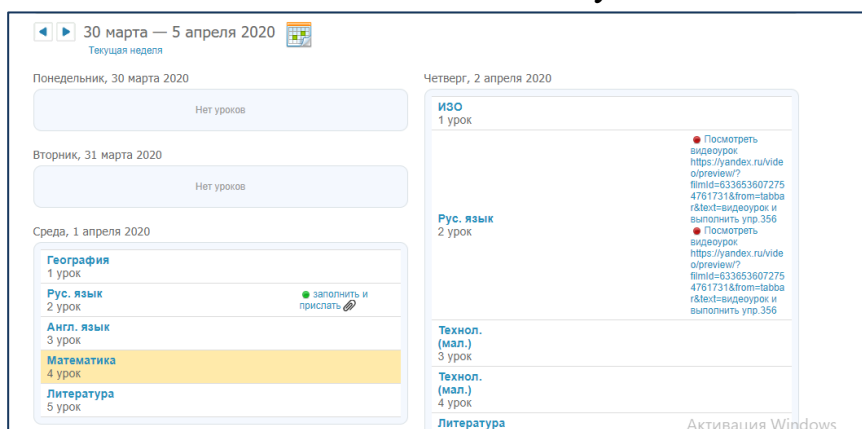 30 марта — 5 апреля 2020
Текущая неделя
Понедельник, 30 марта 2020
Нет уроков
Вторник, 31 марта 2020
Нет уроков
Среда, 1 апреля 2020
География
1 урок
Рус. язык
2 урок
заполнить и
прислать
Англ. язык
3 урок
Математика
4 урок
Литература
5 урок
Четверг, 2 апреля 2020
ИЗО
1 урок
Рус. язык
2 урок
Посмотреть
видеоурок
https://yandex.ru/vide
o/preview/?
filmId=633653607275
4761731&from=tabba
r&text=видеоурок и
выполнить упр.356
Посмотреть
видеоурок
https://yandex.ru/vide
o/preview/?
filmId=633653607275
4761731&from=tabba
r&text=видеоурок и
выполнить упр.356
Технол.
(мал.)
3 урок
Технол.
(мал.)
4 урок
Литература
Активация Windows